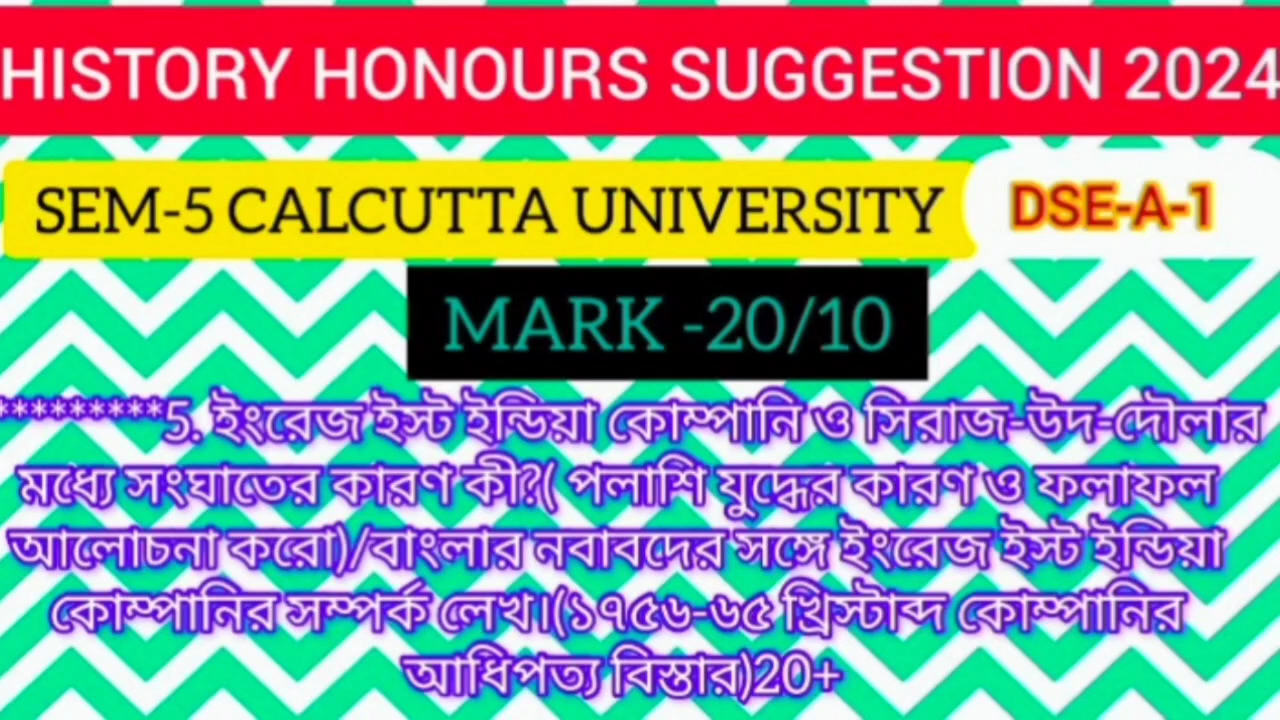 HISTORY HONOURS SUGGESTION 2024
SEM-5 CALCUTTA UNIVERSITY DSE-A-1
MARK -20/10
*********5. ইংরেজ ইস্ট ইন্ডিয়া কোম্পানি ও সিরাজ-উদ-দৌলার
মধ্যে সংঘাতের কারণ কী?( পলাশি যুদ্ধের কারণ ও ফলাফল
আলোচনা করো)/বাংলার নবাবদের সঙ্গে ইংরেজ ইস্ট ইন্ডিয়া
কোম্পানির সম্পর্ক লেখ।(১৭৫৬-৬৫ খ্রিস্টাব্দ কোম্পানির
আধিপত্য বিস্তার)20+